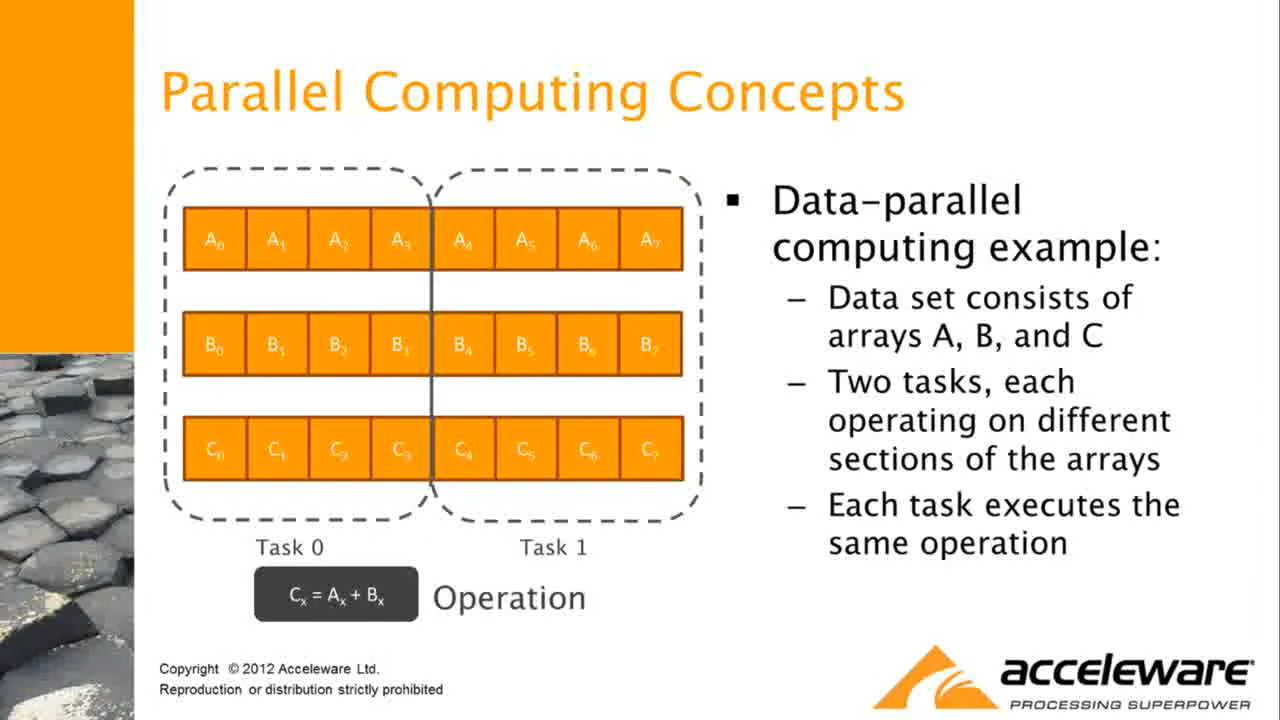 Parallel Computing Concepts
A₀ A₁ A₂ A₃ A₄ A₅ A₆ A₇
B₀ B₁ B₂ B₃ B₄ B₅ B₆ B₇
C₀ C₁ C₂ C₃ C₄ C₅ C₆ C₇
Task 0 Task 1
Cₓ = Aₓ + Bₓ Operation
▪ Data-parallel
computing example:
– Data set consists of
arrays A, B, and C
– Two tasks, each
operating on different
sections of the arrays
– Each task executes the
same operation
Copyright © 2012 Acceleware Ltd.
Reproduction or distribution strictly prohibited
acceleware
PROCESSING SUPERPOWER